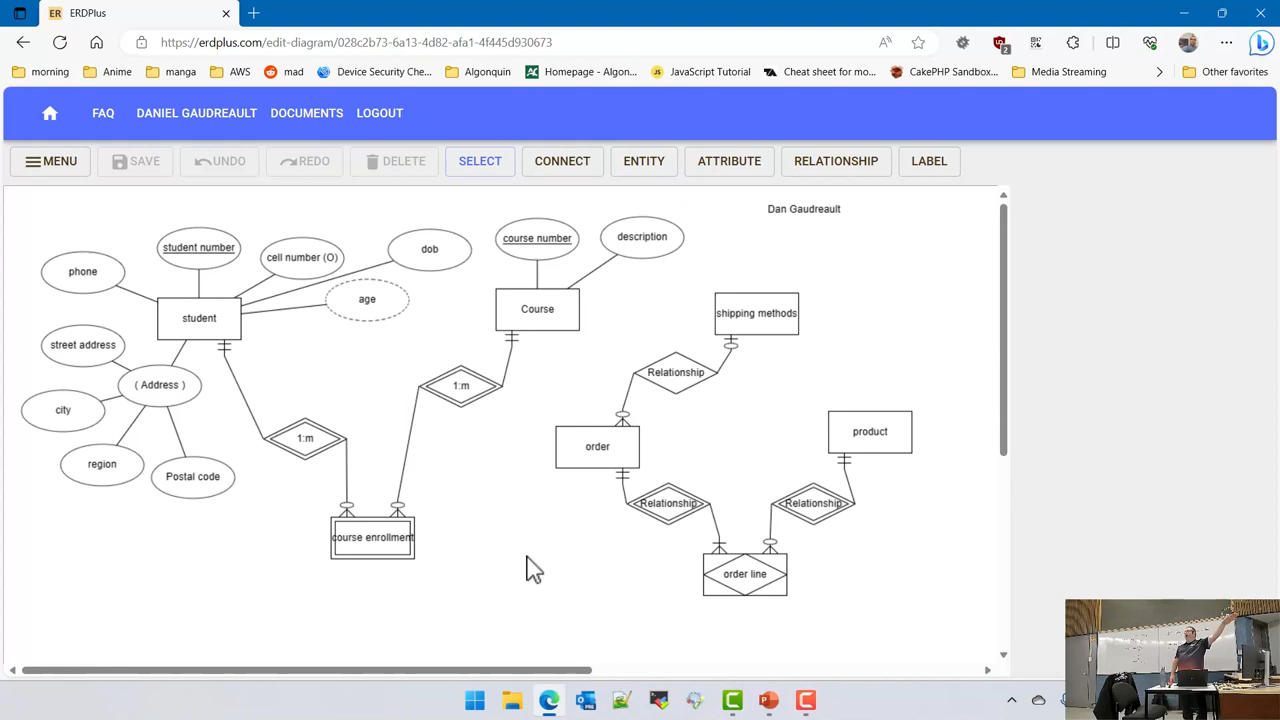 ERDPlus
https://erdplus.com/edit-diagram/028c2b73-6a13-4d82-afa1-4f445d930673
morning Anime manga AWS mad Device Security Che... Algonquin Homepage - Algon... JavaScript Tutorial Cheat sheet for mo... CakePHP Sandbox... Media Streaming Other favorites
FAQ DANIEL GAUDREAULT DOCUMENTS LOGOUT
MENU SAVE UNDO REDO DELETE SELECT CONNECT ENTITY ATTRIBUTE RELATIONSHIP LABEL
Dan Gaudreault
student number
cell number (O)
dob
course number
description
phone
age
student
Course
shipping methods
street address
( Address )
1:m
Relationship
city
1:m
order
product
region
Postal code
Relationship
Relationship
course enrollment
order line